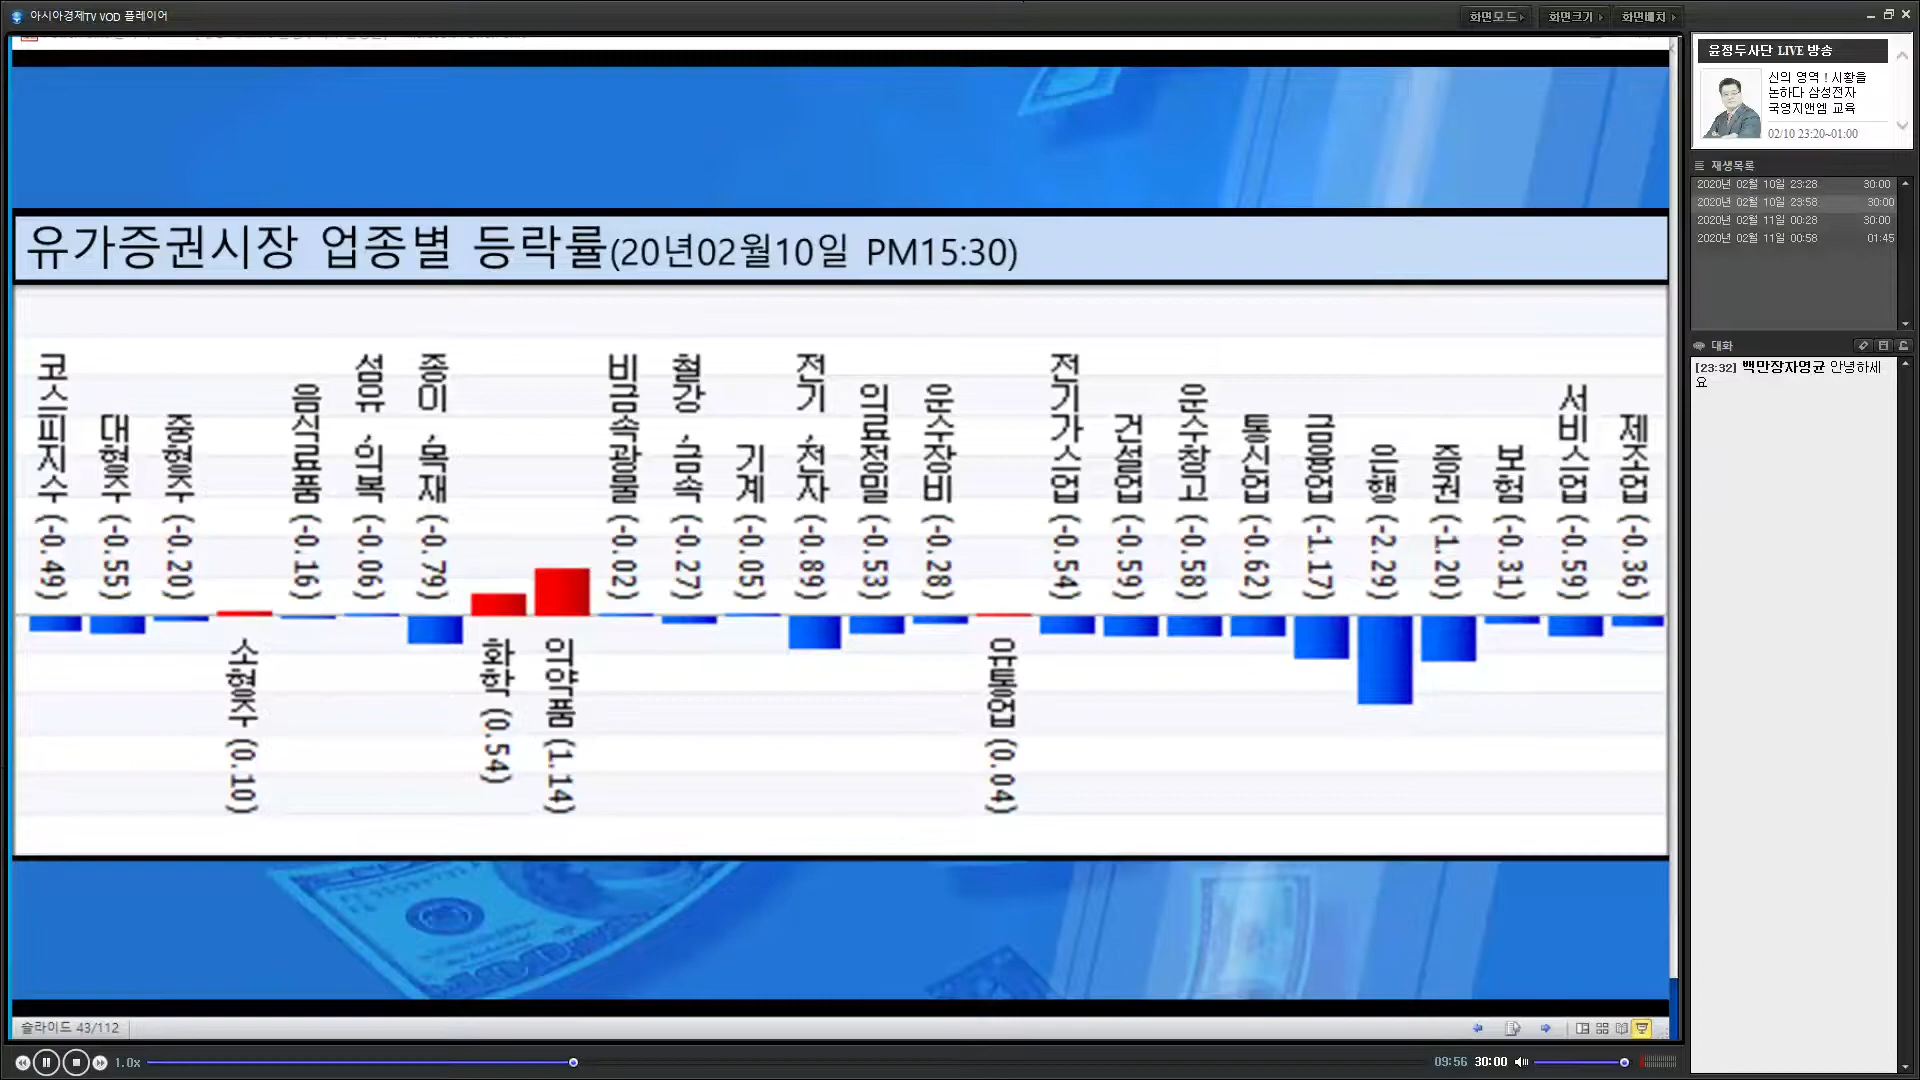 아시아경제TV VOD 플레이어
화면모드
화면크기
화면배치
유가증권시장 업종별 등락률(20년02월10일 PM15:30)
코스피지수 (-0.49)
대형주 (-0.55)
중형주 (-0.20)
소형주 (0.10)
음식료품 (-0.16)
섬유,의복 (-0.06)
종이,목재 (-0.79)
화학 (0.54)
의약품 (1.14)
비금속광물 (-0.02)
철강,금속 (-0.27)
기계 (-0.05)
전기,전자 (-0.89)
의료정밀 (-0.53)
운수장비 (-0.28)
유통업 (0.04)
전기가스업 (-0.54)
건설업 (-0.59)
운수창고 (-0.58)
통신업 (-0.62)
금융업 (-1.17)
은행 (-2.29)
증권 (-1.20)
보험 (-0.31)
서비스업 (-0.59)
제조업 (-0.36)
슬라이드 43/112
1.0x
09:56 30:00
윤정두사단 LIVE 방송
신의 영역 ! 시황을
논하다 삼성전자
국영지앤엠 교육
02/10 23:20~01:00
재생목록
2020년 02월 10일 23:28 30:00
2020년 02월 10일 23:58 30:00
2020년 02월 11일 00:28 30:00
2020년 02월 11일 00:58 01:45
대화
[23:32] 백만장자영균 안녕하세
요